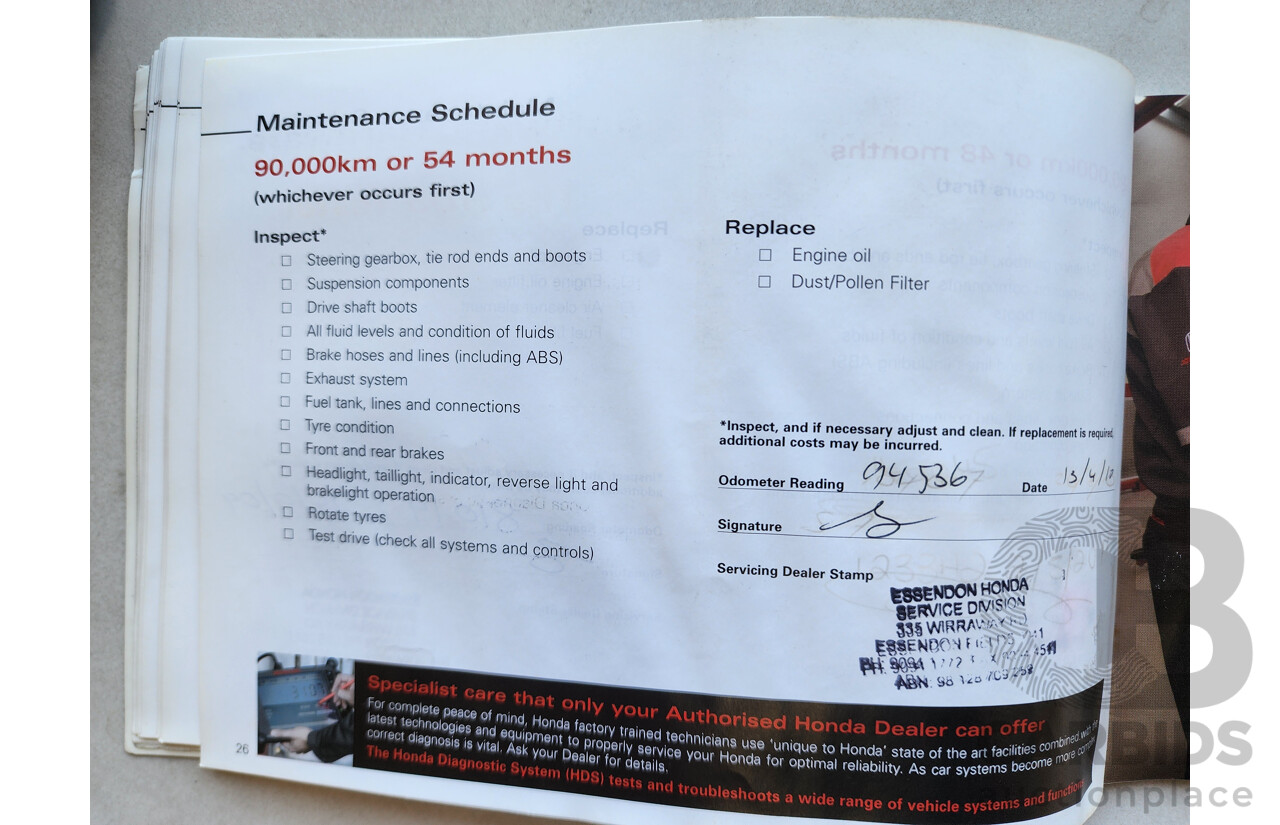 Maintenance Schedule
90,000km or 54 months
(whichever occurs first)
Inspect*
Steering gearbox, tie rod ends and boots
Suspension components
Drive shaft boots
All fluid levels and condition of fluids
Brake hoses and lines (including ABS)
Exhaust system
Fuel tank, lines and connections
Tyre condition
Front and rear brakes
Headlight, taillight, indicator, reverse light and
brakelight operation
Rotate tyres
Test drive (check all systems and controls)
Replace
Engine oil
Dust/Pollen Filter
*Inspect, and if necessary adjust and clean. If replacement is required,
additional costs may be incurred.
Odometer Reading 94536 Date 13/4/
Signature
Servicing Dealer Stamp
ESSENDON HONDA
SERVICE DIVISION
335
ESSENDON
PH: 9094
ABN: 98
Specialist care that only your Authorised Honda Dealer can offer
For complete peace of mind, Honda factory trained technicians use 'unique to Honda' state of the art facilities combined
latest technologies and equipment to properly service your Honda for optimal reliability. As car systems become more
correct diagnosis is vital. Ask your Dealer for details.
The Honda Diagnostic System (HDS) tests and troubleshoots a wide range of vehicle systems and
26